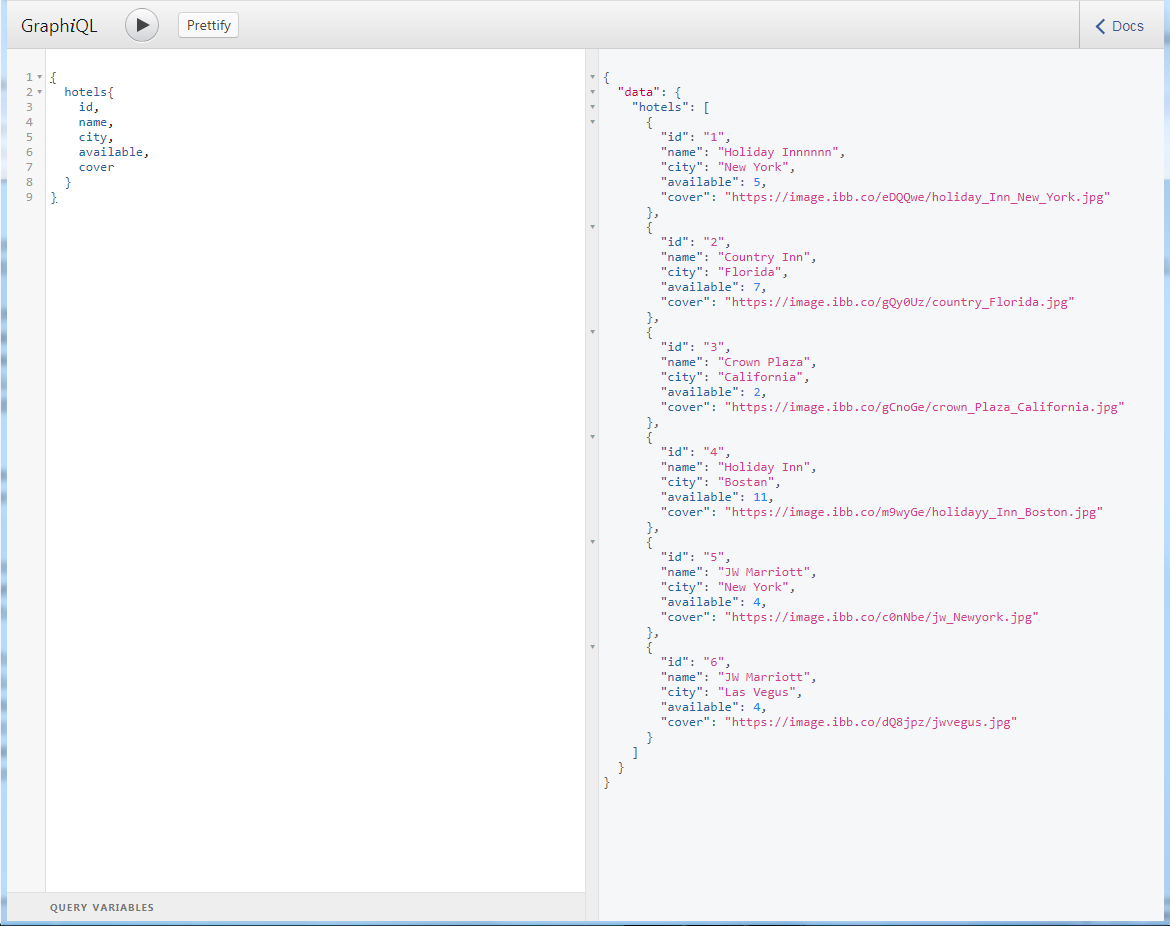 GraphiQL
Prettify
Docs
1 {
2 hotels{
3 id,
4 name,
5 city,
6 available,
7 cover
8 }
9 }
{
"data": {
"hotels": [
{
"id": "1",
"name": "Holiday Innnnnn",
"city": "New York",
"available": 5,
"cover": "https://image.ibb.co/eDQQwe/holiday_Inn_New_York.jpg"
},
{
"id": "2",
"name": "Country Inn",
"city": "Florida",
"available": 7,
"cover": "https://image.ibb.co/gQy0Uz/country_Florida.jpg"
},
{
"id": "3",
"name": "Crown Plaza",
"city": "California",
"available": 2,
"cover": "https://image.ibb.co/gCnoGe/crown_Plaza_California.jpg"
},
{
"id": "4",
"name": "Holiday Inn",
"city": "Bostan",
"available": 11,
"cover": "https://image.ibb.co/m9wyGe/holidayy_Inn_Boston.jpg"
},
{
"id": "5",
"name": "JW Marriott",
"city": "New York",
"available": 4,
"cover": "https://image.ibb.co/c0nNbe/jw_Newyork.jpg"
},
{
"id": "6",
"name": "JW Marriott",
"city": "Las Vegus",
"available": 4,
"cover": "https://image.ibb.co/dQ8jpz/jwvegus.jpg"
}
]
}
}
QUERY VARIABLES